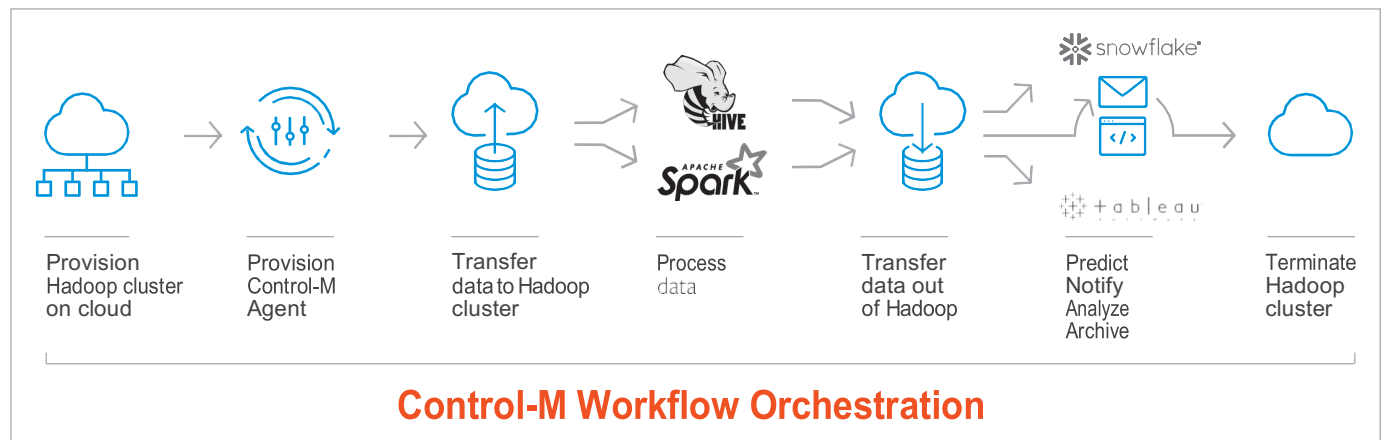 snowflake®
HIVE
</>
APACHE
Spark™
+ a b l e a u
S O F T W A R E
Provision
Hadoop cluster
on cloud
Provision
Control-M
Agent
Transfer
data to Hadoop
cluster
Process
data
Transfer
data out
of Hadoop
Predict
Notify
Analyze
Archive
Terminate
Hadoop
cluster
Control-M Workflow Orchestration